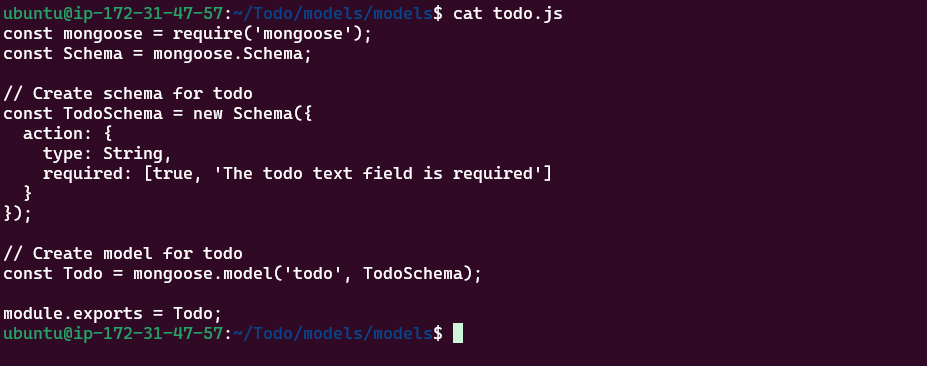 ubuntu@ip-172-31-47-57:~/Todo/models/models$ cat todo.js
const mongoose = require('mongoose');
const Schema = mongoose.Schema;

// Create schema for todo
const TodoSchema = new Schema({
  action: {
    type: String,
    required: [true, 'The todo text field is required']
  }
});

// Create model for todo
const Todo = mongoose.model('todo', TodoSchema);

module.exports = Todo;
ubuntu@ip-172-31-47-57:~/Todo/models/models$